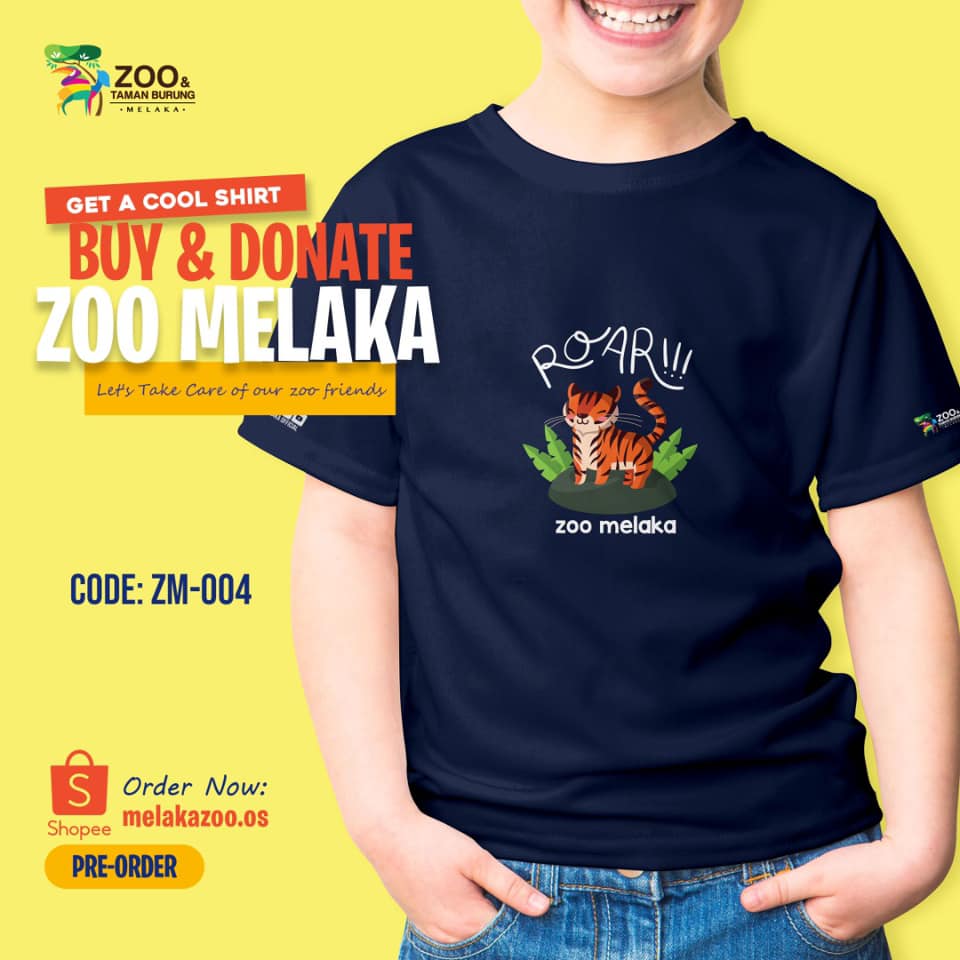 ZOO &
TAMAN BURUNG
• MELAKA •
GET A COOL SHIRT
BUY & DONATE
ZOO MELAKA
Let's Take Care of our zoo friends
ROAR!!!
zoo melaka
ZOO &
CODE: ZM-004
S
Shopee
Order Now:
melakazoo.os
PRE-ORDER